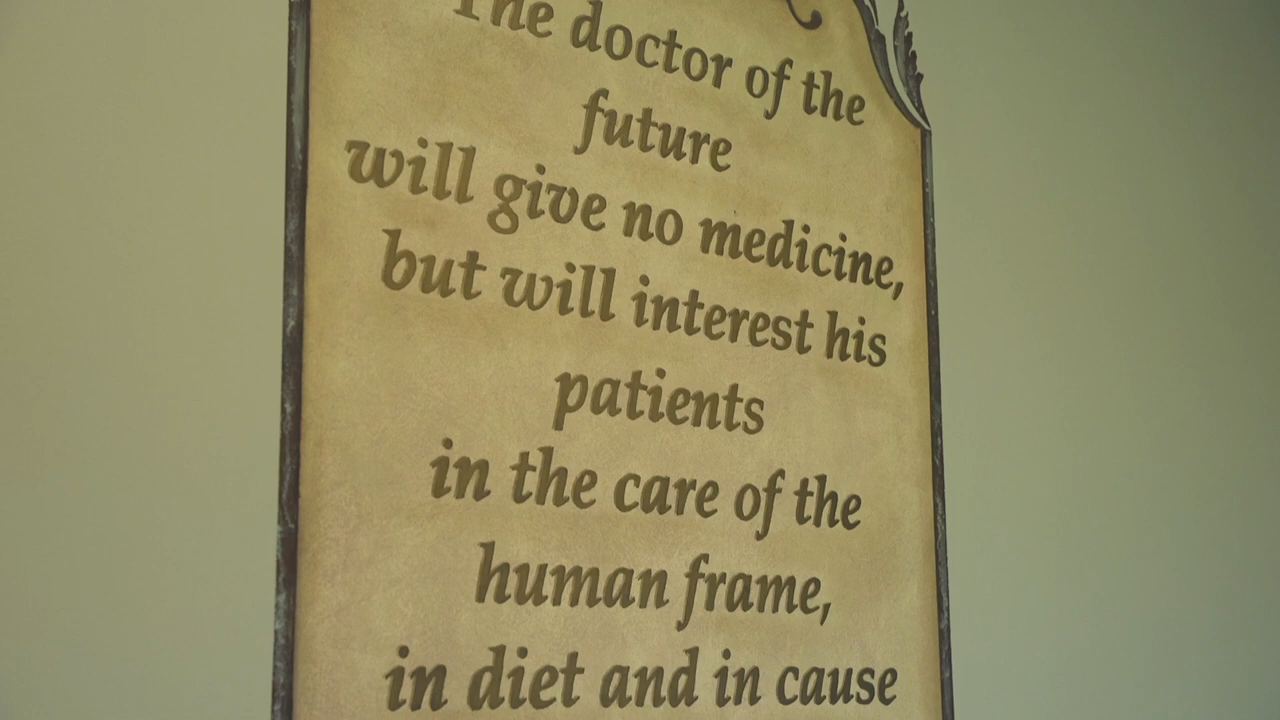 The doctor of the
future
will give no medicine,
but will interest his
patients
in the care of the
human frame,
in diet and in cause